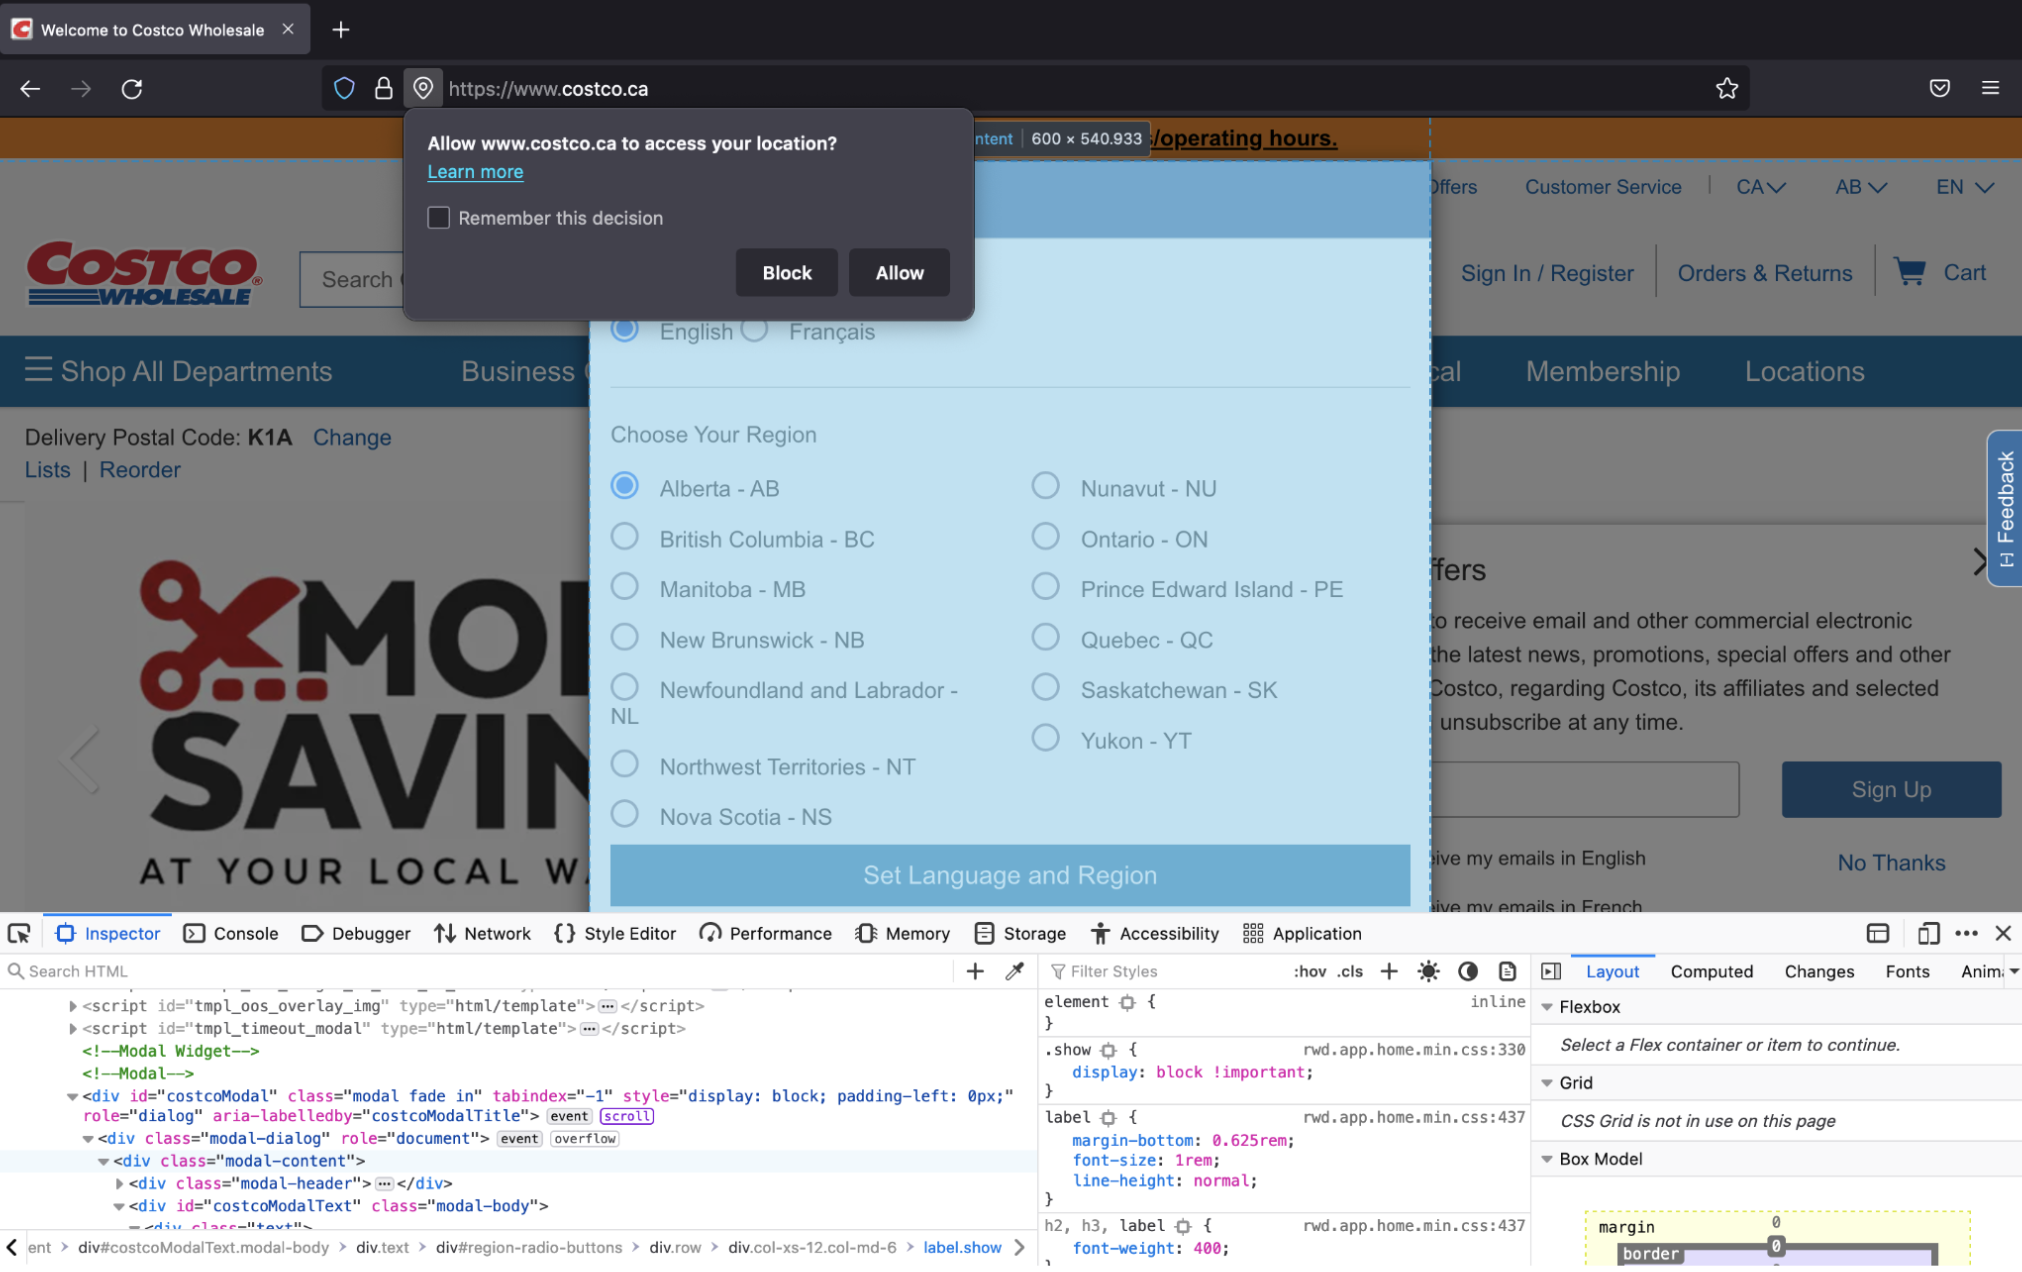 Welcome to Costco Wholesale
https://www.costco.ca
Allow www.costco.ca to access your location?
Learn more
Remember this decision
Block
Allow
ntent | 600 × 540.933
/operating hours.
Offers
Customer Service
CA
AB
EN
COSTCO
WHOLESALE
Search
Sign In / Register
Orders & Returns
Cart
English
Français
Shop All Departments
Business
cal
Membership
Locations
Delivery Postal Code: K1A Change
Lists | Reorder
Choose Your Region
Alberta - AB
British Columbia - BC
Manitoba - MB
New Brunswick - NB
Newfoundland and Labrador -
NL
Northwest Territories - NT
Nova Scotia - NS
Nunavut - NU
Ontario - ON
Prince Edward Island - PE
Quebec - QC
Saskatchewan - SK
Yukon - YT
Set Language and Region
[-] Feedback
MO
SAVIN
AT YOUR LOCAL W
ffers
to receive email and other commercial electronic
the latest news, promotions, special offers and other
Costco, regarding Costco, its affiliates and selected
unsubscribe at any time.
Sign Up
eive my emails in English
No Thanks
eive my emails in French
Inspector
Console
Debugger
Network
Style Editor
Performance
Memory
Storage
Accessibility
Application
Search HTML
<script id="tmpl_oos_overlay_img" type="html/template"></script>
<script id="tmpl_timeout_modal" type="html/template"></script>
<!--Modal Widget-->
<!--Modal-->
<div id="costcoModal" class="modal fade in" tabindex="-1" style="display: block; padding-left: 0px;"
role="dialog" aria-labelledby="costcoModalTitle"> event scroll
<div class="modal-dialog" role="document"> event overflow
<div class="modal-content">
<div class="modal-header"></div>
<div id="costcoModalText" class="modal-body">
<div class="text">
ent > div#costcoModalText.modal-body > div.text > div#region-radio-buttons > div.row > div.col-xs-12.col-md-6 > label.show
Filter Styles
:hov .cls
element { inline
}
.show { rwd.app.home.min.css:330
display: block !important;
}
label { rwd.app.home.min.css:437
margin-bottom: 0.625rem;
font-size: 1rem;
line-height: normal;
}
h2, h3, label { rwd.app.home.min.css:437
font-weight: 400;
}
Layout
Computed
Changes
Fonts
Anim
Flexbox
Select a Flex container or item to continue.
Grid
CSS Grid is not in use on this page
Box Model
margin
0
border
0